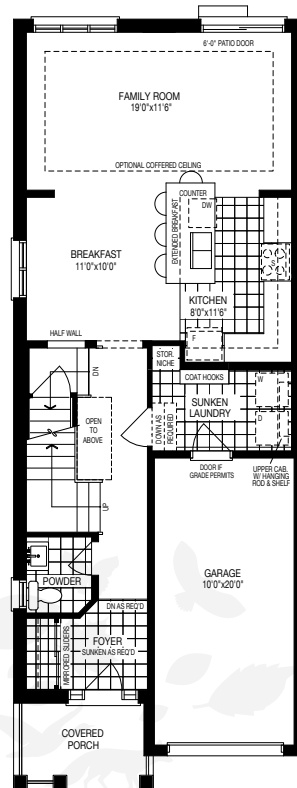 6'-0" PATIO DOOR
FAMILY ROOM
19'0"x11'6"
OPTIONAL COFFERED CEILING
COUNTER
DW
EXTENDED BREAKFAST
BREAKFAST
11'0"x10'0"
S
KITCHEN
8'0"x11'6"
F
HALF WALL
STOR.
NICHE
DN
COAT HOOKS
W
SUNKEN
LAUNDRY
D
OPEN
TO
ABOVE
DOWN AS
REQUIRED
DOOR IF
GRADE PERMITS
UPPER CAB.
W/ HANGING
ROD & SHELF
UP
POWDER
GARAGE
10'0"x20'0"
DN AS REQ'D
MIRRORED SLIDERS
FOYER
SUNKEN AS REQ'D
COVERED
PORCH